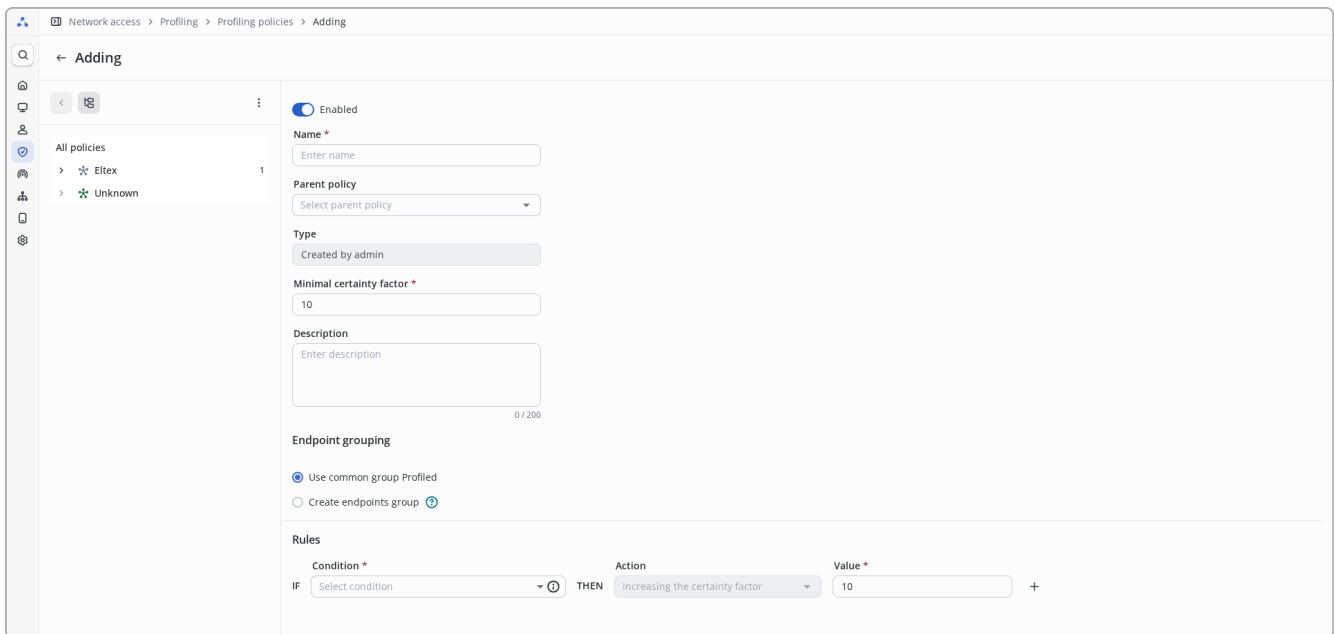 Network access > Profiling > Profiling policies > Adding
← Adding
All policies
Eltex 1
Unknown
Enabled
Name *
Enter name
Parent policy
Select parent policy
Type
Created by admin
Minimal certainty factor *
10
Description
Enter description
0 / 200
Endpoint grouping
Use common group Profiled
Create endpoints group ?
Rules
Condition * Action Value *
IF Select condition THEN Increasing the certainty factor 10 +